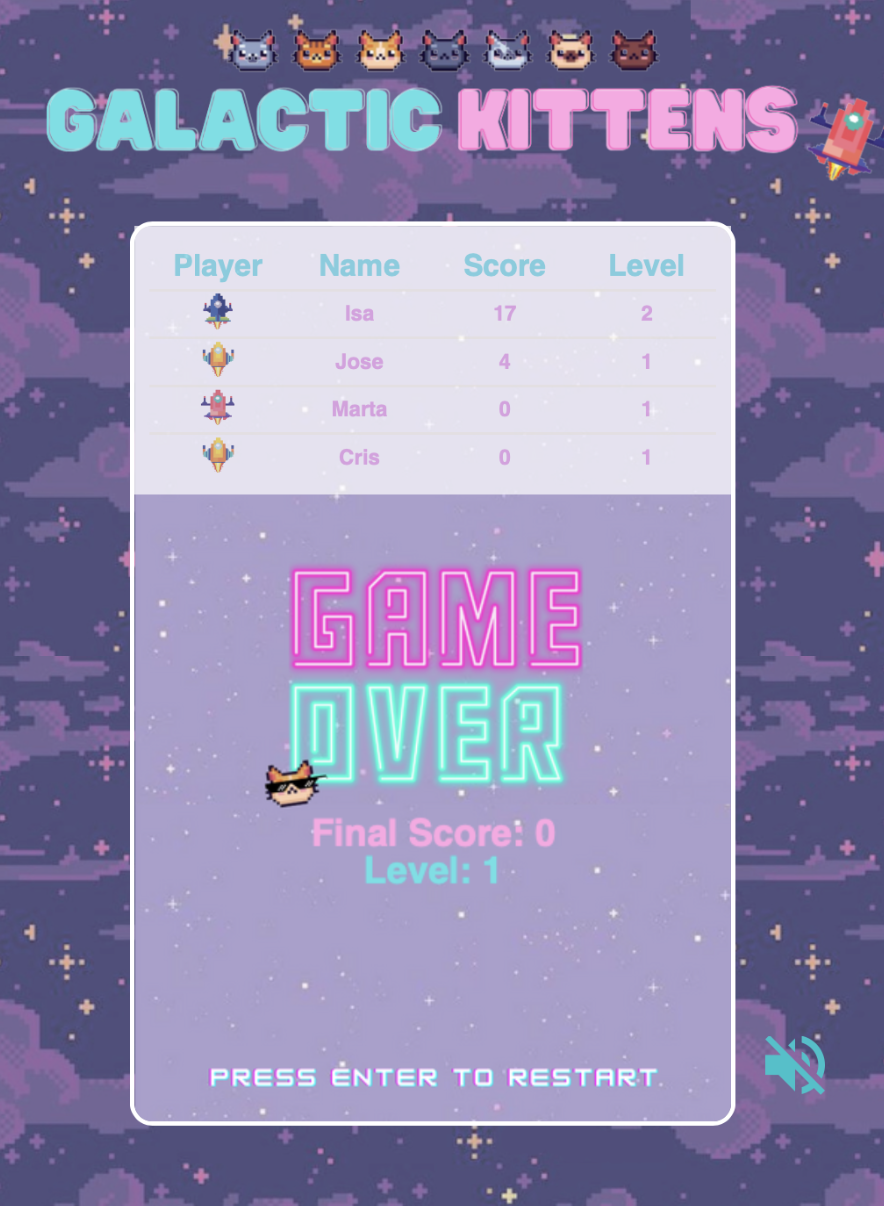 GALACTIC KITTENS
Player Name Score Level
Isa 17 2
Jose 4 1
Marta 0 1
Cris 0 1
GAME
OVER
Final Score: 0
Level: 1
PRESS ENTER TO RESTART